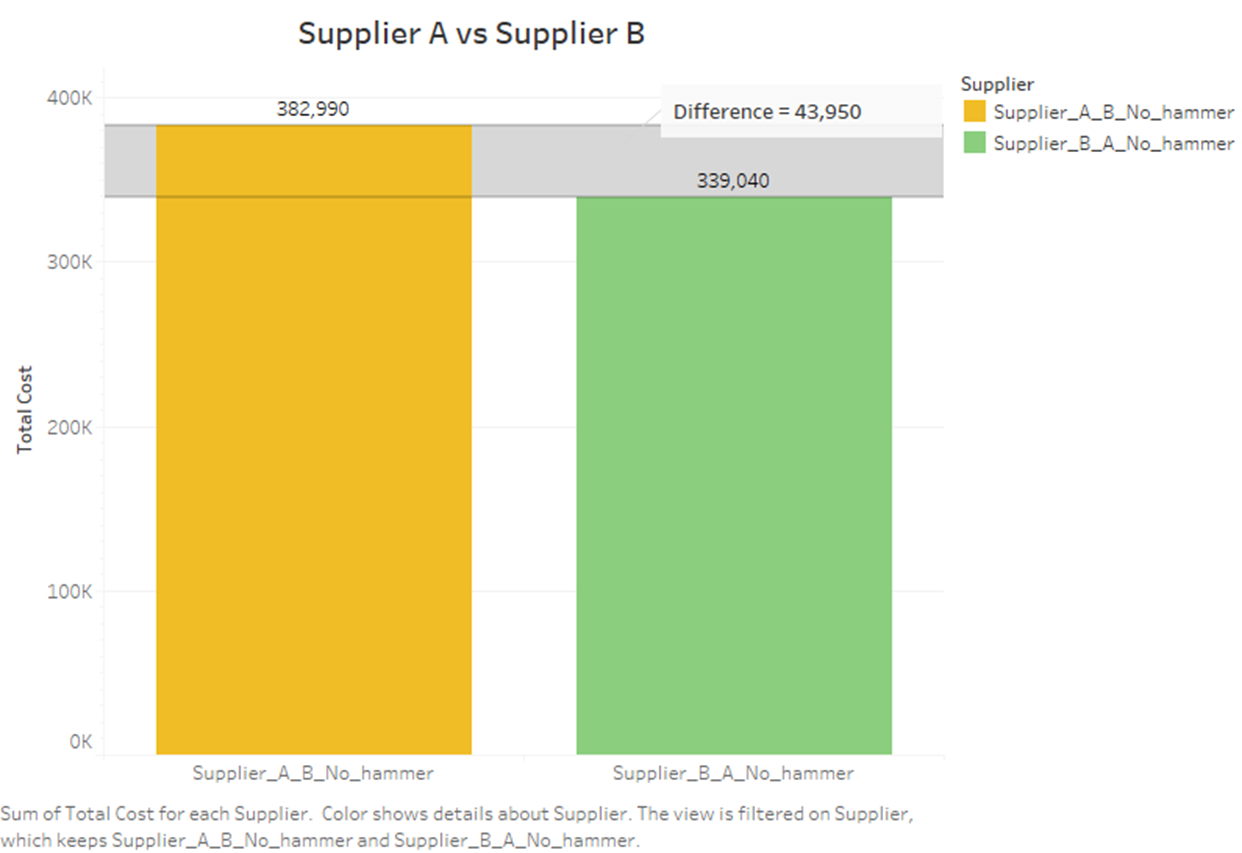 Supplier A vs Supplier B
Supplier
Supplier_A_B_No_hammer
Supplier_B_A_No_hammer
400K
382,990
Difference = 43,950
339,040
300K
Total Cost
200K
100K
0K
Supplier_A_B_No_hammer
Supplier_B_A_No_hammer
Sum of Total Cost for each Supplier.  Color shows details about Supplier. The view is filtered on Supplier,
which keeps Supplier_A_B_No_hammer and Supplier_B_A_No_hammer.